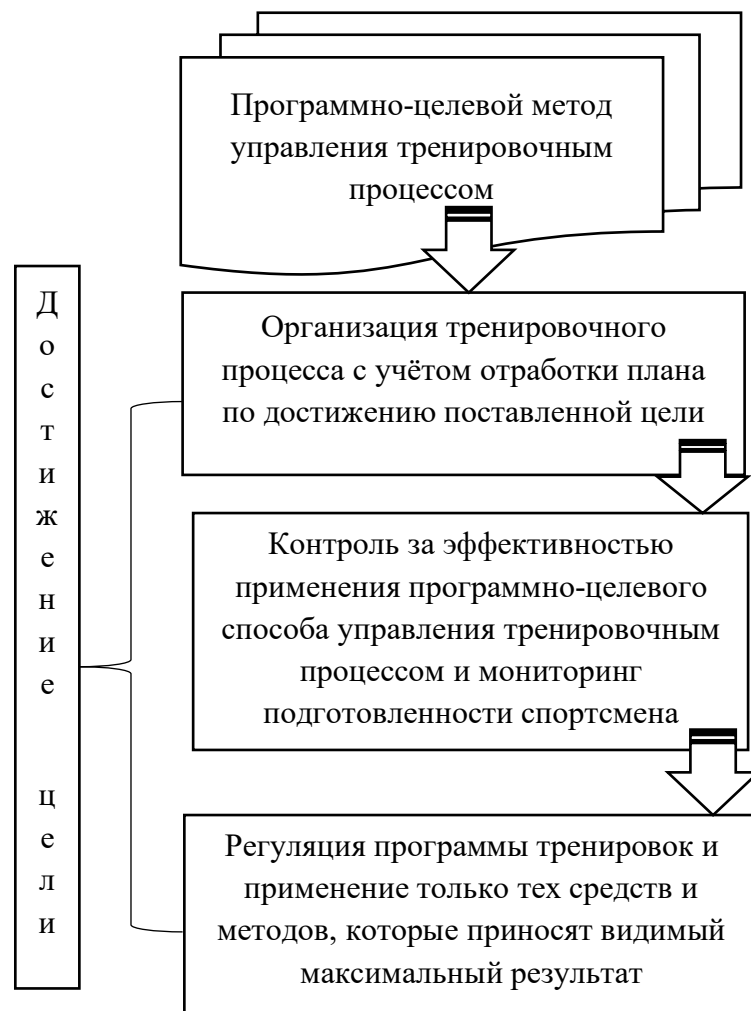 Программно-целевой метод
управления тренировочным
процессом
Достижение цели
Организация тренировочного
процесса с учётом отработки плана
по достижению поставленной цели
Контроль за эффективностью
применения программно-целевого
способа управления тренировочным
процессом и мониторинг
подготовленности спортсмена
Регуляция программы тренировок и
применение только тех средств и
методов, которые приносят видимый
максимальный результат